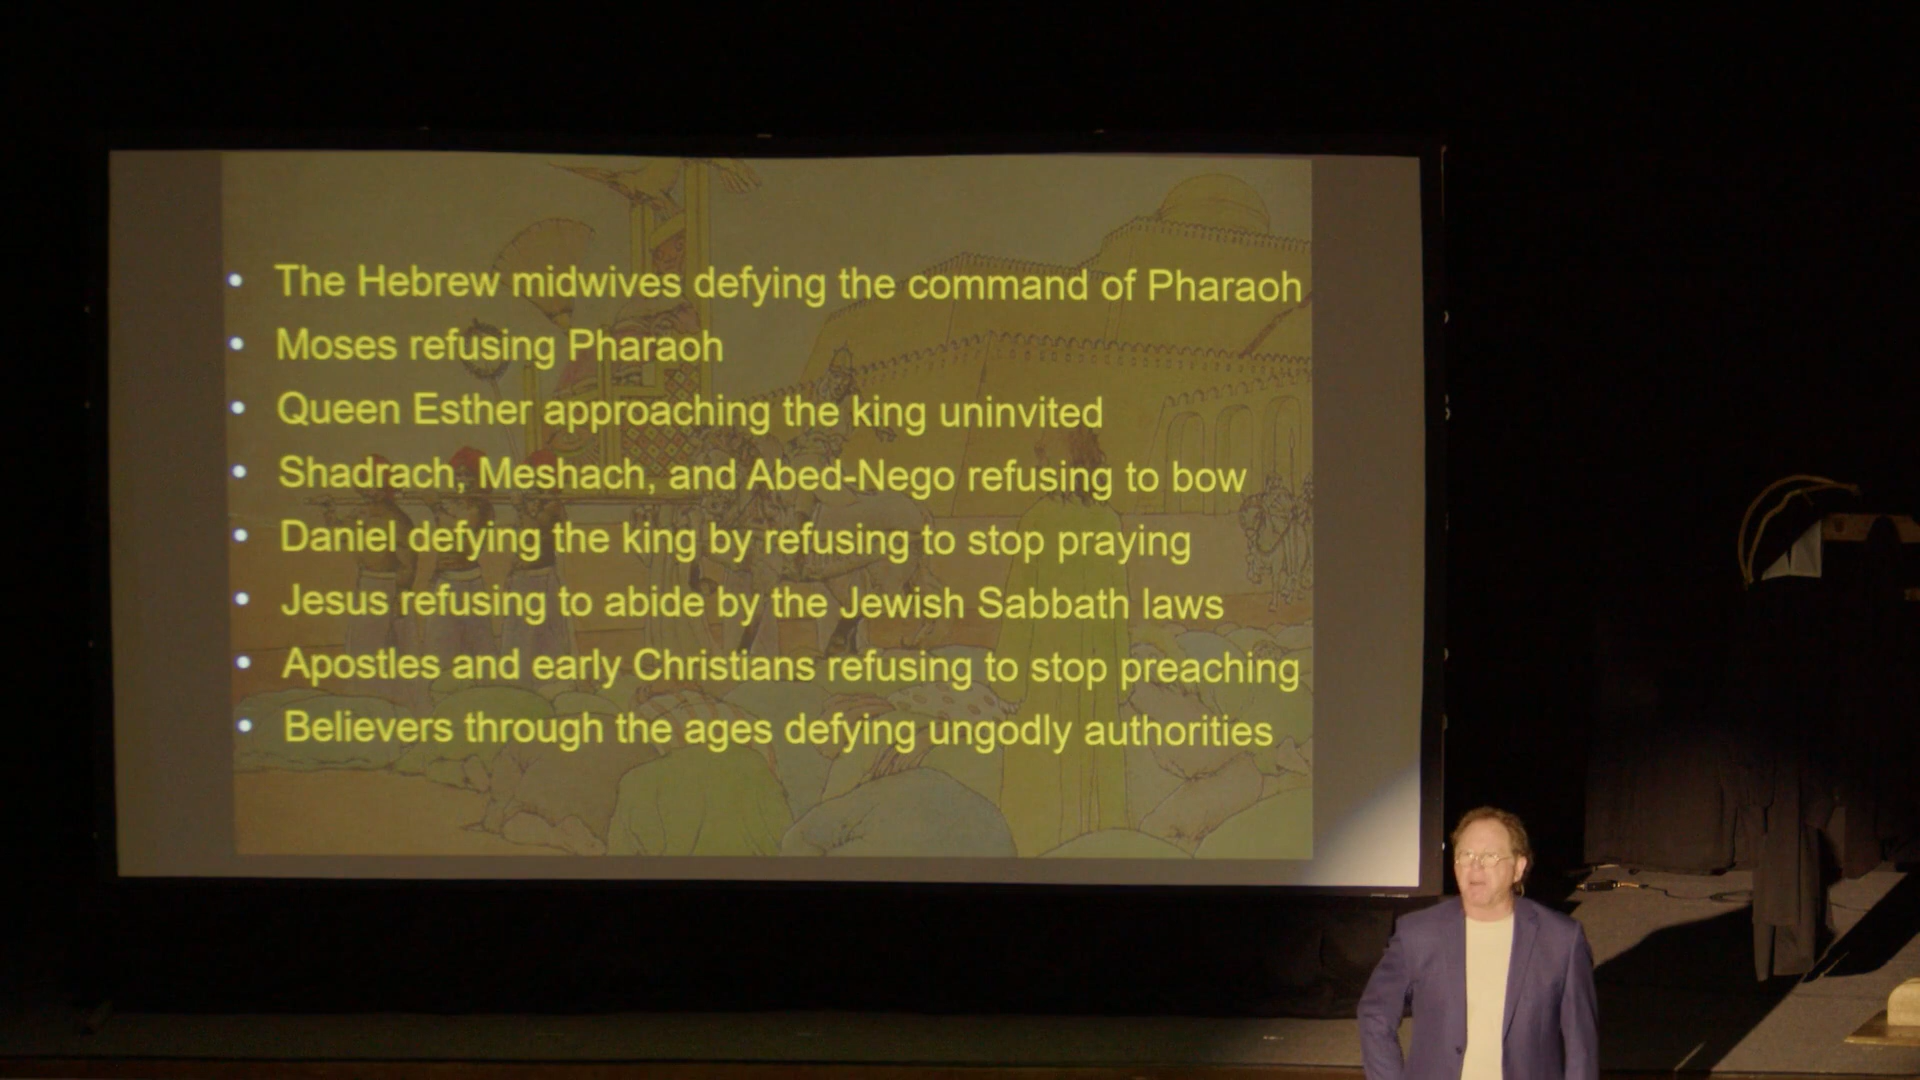 • The Hebrew midwives defying the command of Pharaoh
• Moses refusing Pharaoh
• Queen Esther approaching the king uninvited
• Shadrach, Meshach, and Abed-Nego refusing to bow
• Daniel defying the king by refusing to stop praying
• Jesus refusing to abide by the Jewish Sabbath laws
• Apostles and early Christians refusing to stop preaching
• Believers through the ages defying ungodly authorities